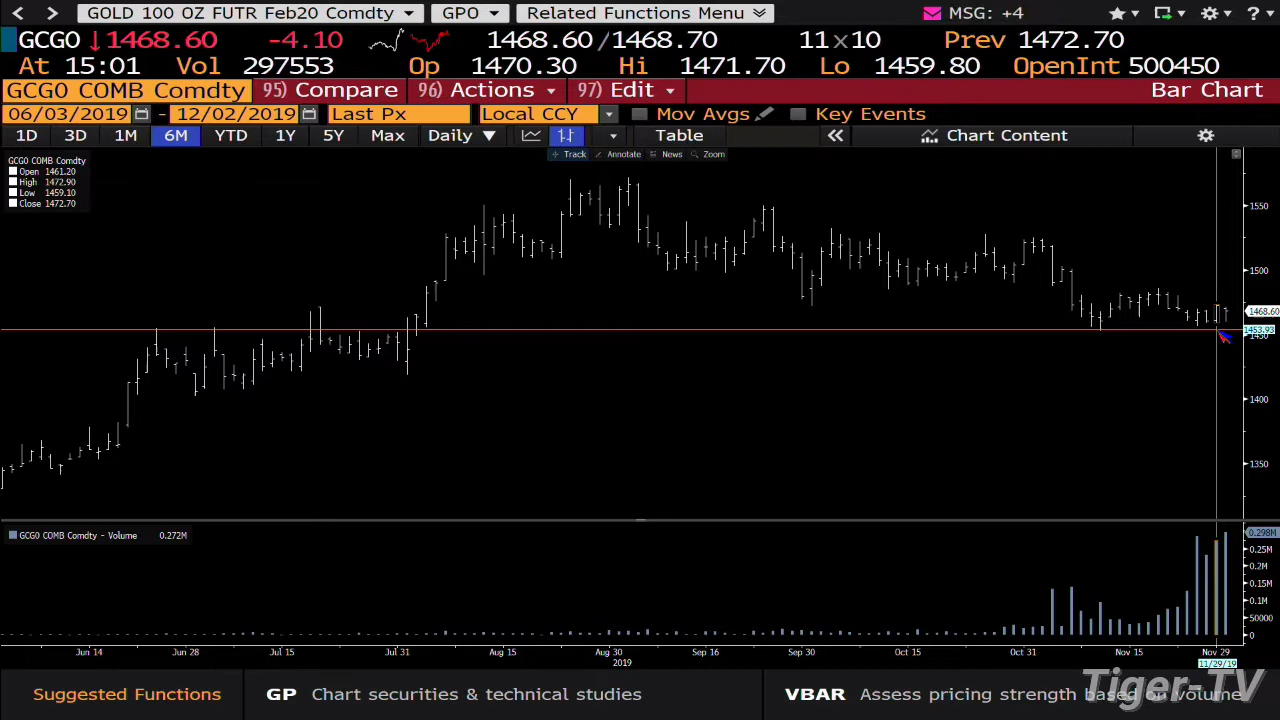 GOLD 100 OZ FUTR Feb20 Comdty GPO Related Functions Menu MSG: +4 ?
GCG0 ↓1468.60 -4.10 1468.60/1468.70 11x10 Prev 1472.70
At 15:01 Vol 297553 Op 1470.30 Hi 1471.70 Lo 1459.80 OpenInt 500450
GCG0 COMB Comdty 95) Compare 96) Actions 97) Edit Bar Chart
06/03/2019 - 12/02/2019 Last Px Local CCY Mov Avgs Key Events
1D 3D 1M 6M YTD 1Y 5Y Max Daily ▼ Table « Chart Content
Track Annotate News Zoom
GCG0 COMB Comdty
Open 1461.20
High 1472.90
Low 1459.10
Close 1472.70
1550
1500
1468.60
1453.93
1450
1400
1350
GCG0 COMB Comdty - Volume 0.272M
0.298M
0.25M
0.2M
0.15M
0.1M
50000
0
Jun 14 Jun 28 Jul 15 Jul 31 Aug 15 Aug 30 Sep 16 Sep 30 Oct 15 Oct 31 Nov 15 Nov 29
2019 11/29/19
Suggested Functions GP Chart securities & technical studies VBAR Assess pricing strength based on volume
Tiger-TV